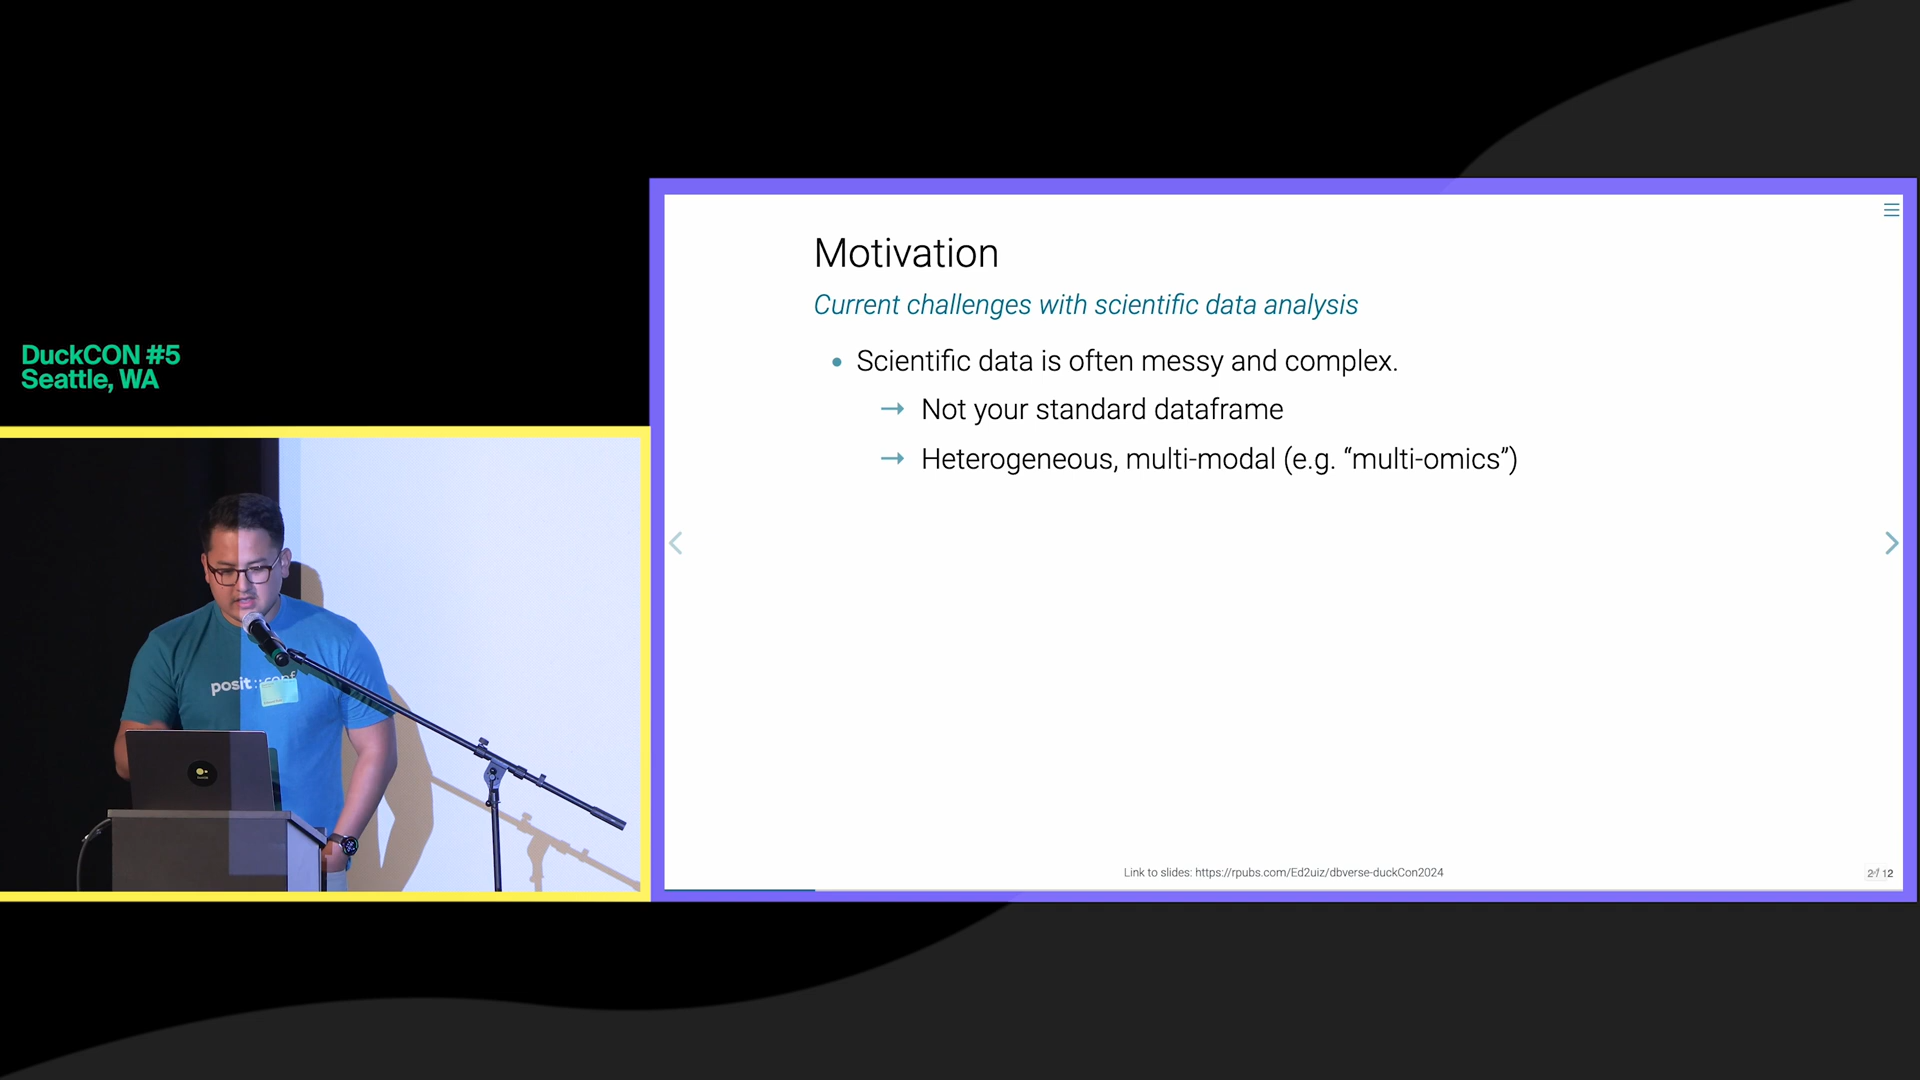 DuckCON #5
Seattle, WA
Motivation
Current challenges with scientific data analysis
• Scientific data is often messy and complex.
→ Not your standard dataframe
→ Heterogeneous, multi-modal (e.g. “multi-omics”)
posit::conf
Link to slides: https://rpubs.com/Ed2uiz/dbverse-duckCon2024
2 / 12